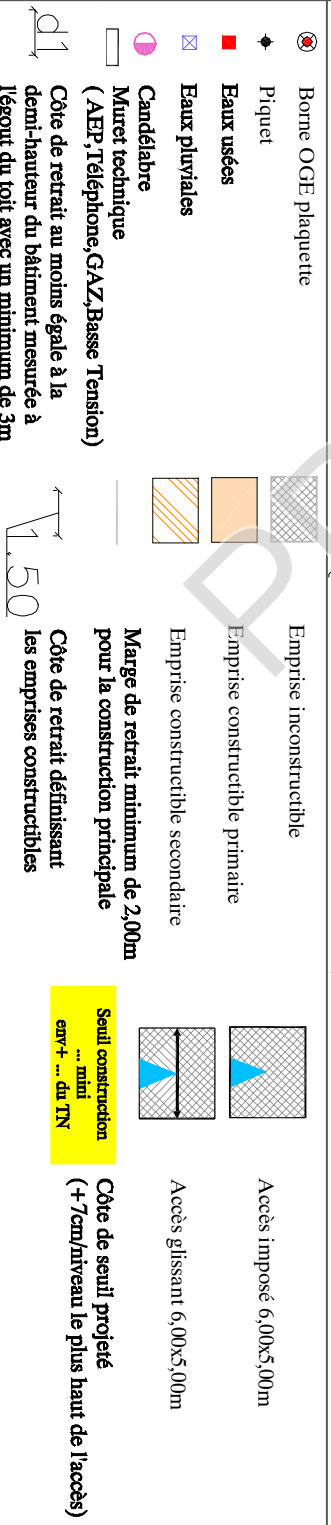 Borne OGE plaquette
Piquet
Eaux usées
Eaux pluviales
Candélabre
Muret technique
( AEP,Téléphone,GAZ,Basse Tension)
d1
Côte de retrait au moins égale à la
demi-hauteur du bâtiment mesurée à
l'égout du toit avec un minimum de 3m
Emprise inconstructible
Emprise constructible primaire
Emprise constructible secondaire
Marge de retrait minimum de 2,00m
pour la construction principale
1.50
Côte de retrait définissant
les emprises constructibles
Accès imposé 6,00x5,00m
Accès glissant 6,00x5,00m
Seuil construction
... mini
env+ ... du TN
Côte de seuil projeté
(+7cm/niveau le plus haut de l'accès)